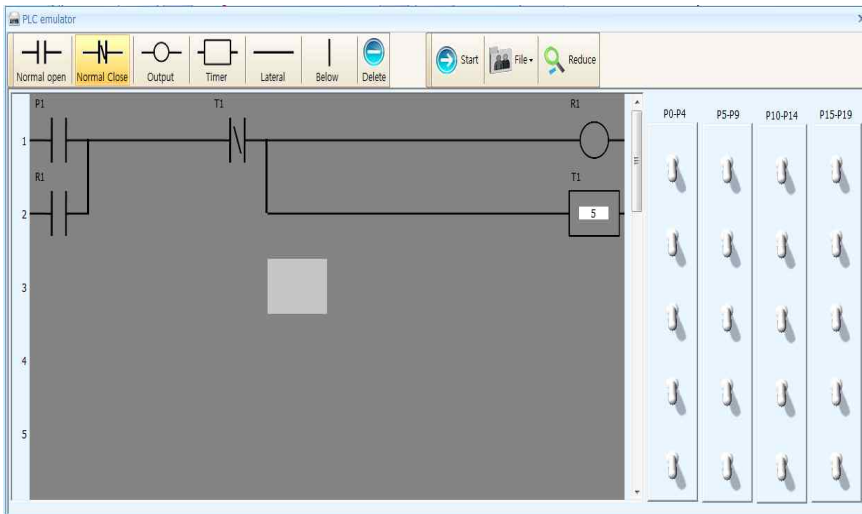 PLC emulator
Normal open Normal Close Output Timer Lateral Below Delete Start File Reduce
P1 T1 R1
1
R1 T1
2 5
3
4
5
P0-P4 P5-P9 P10-P14 P15-P19